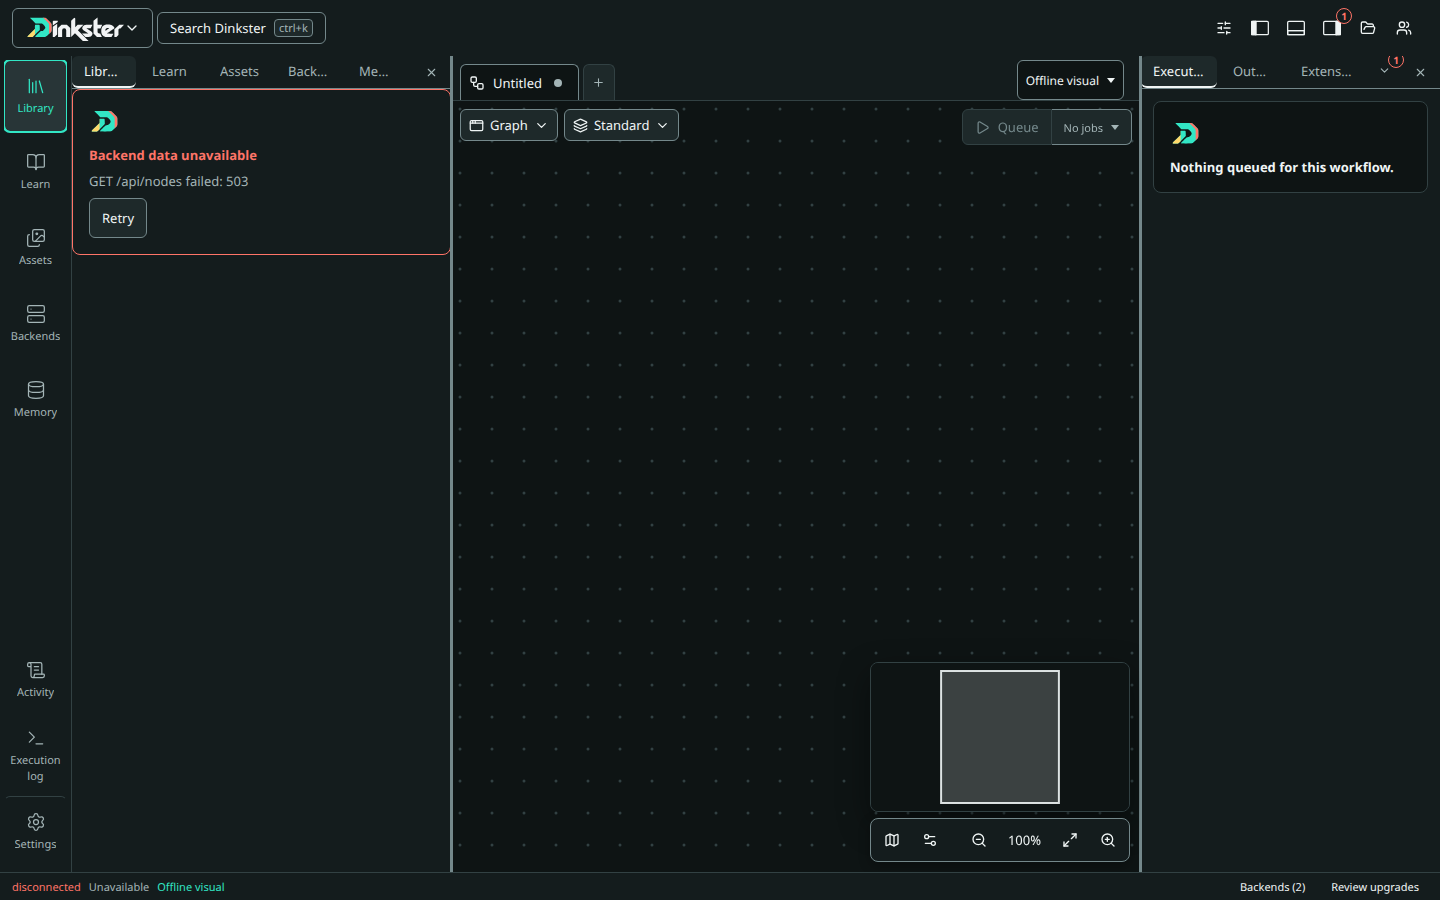 Dinkster
Search Dinkster ctrl+k
1
Library
Learn
Assets
Backends
Memory
Activity
Execution
log
Settings
Libr... Learn Assets Back... Me...
Backend data unavailable
GET /api/nodes failed: 503
Retry
Untitled
Offline visual
Graph Standard
Queue No jobs
100%
Execut... Out... Extens... 1
Nothing queued for this workflow.
disconnected Unavailable Offline visual
Backends (2) Review upgrades